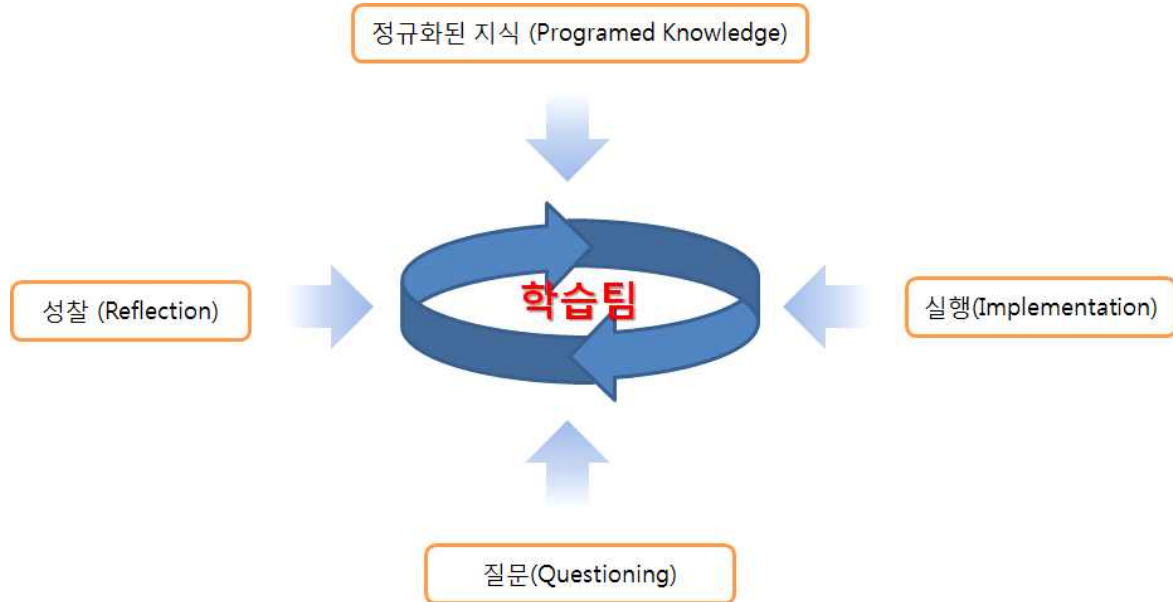 정규화된 지식 (Programed Knowledge)
학습팀
성찰 (Reflection)
실행(Implementation)
질문(Questioning)